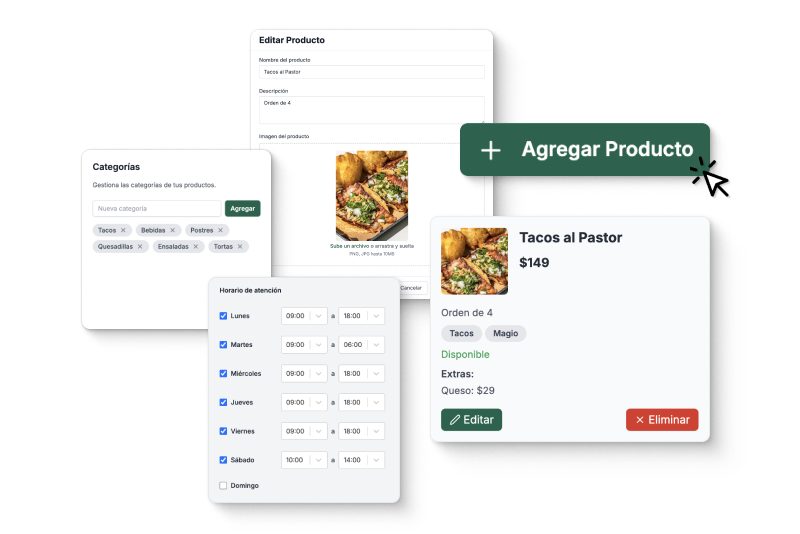 Editar Producto
Nombre del producto
Tacos al Pastor
Descripción
Orden de 4
Imagen del producto
Sube un archivo o arrastra y suelta
PNG, JPG hasta 10MB
Cancelar
Agregar Producto
Categorías
Gestiona las categorías de tus productos.
Nueva categoría Agregar
Tacos × Bebidas × Postres ×
Quesadillas × Ensaladas × Tortas ×
Tacos al Pastor
$149
Orden de 4
Tacos Magio
Disponible
Extras:
Queso: $29
Editar × Eliminar
Horario de atención
Lunes 09:00 a 18:00
Martes 09:00 a 06:00
Miércoles 09:00 a 18:00
Jueves 09:00 a 18:00
Viernes 09:00 a 18:00
Sábado 10:00 a 14:00
Domingo